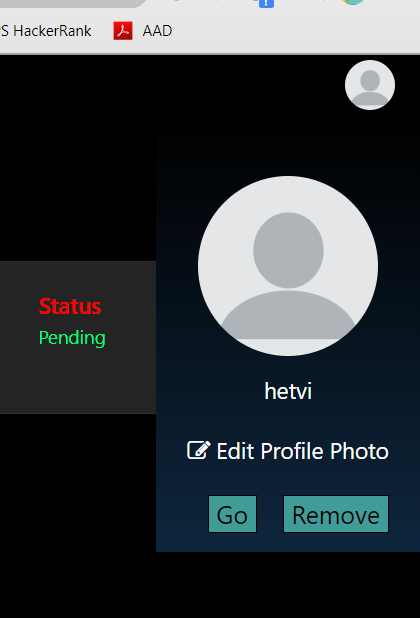 S HackerRank AAD
Status
Pending
hetvi
Edit Profile Photo
Go Remove